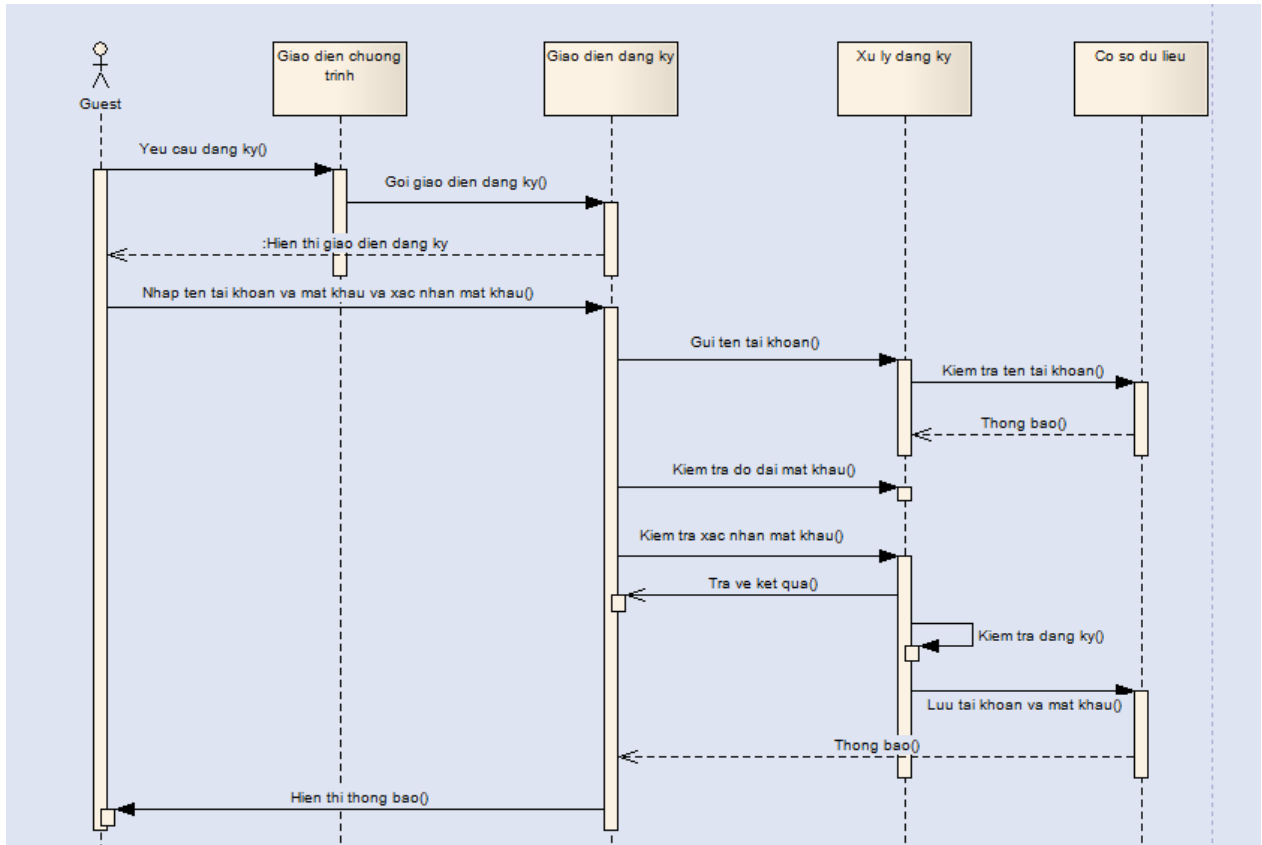 Guest
Giao dien chuong
trinh
Giao dien dang ky
Xu ly dang ky
Co so du lieu
Yeu cau dang ky()
Goi giao dien dang ky()
:Hien thi giao dien dang ky
Nhap ten tai khoan va mat khau va xac nhan mat khau()
Gui ten tai khoan()
Kiem tra ten tai khoan()
Thong bao()
Kiem tra do dai mat khau()
Kiem tra xac nhan mat khau()
Tra ve ket qua()
Kiem tra dang ky()
Luu tai khoan va mat khau()
Thong bao()
Hien thi thong bao()